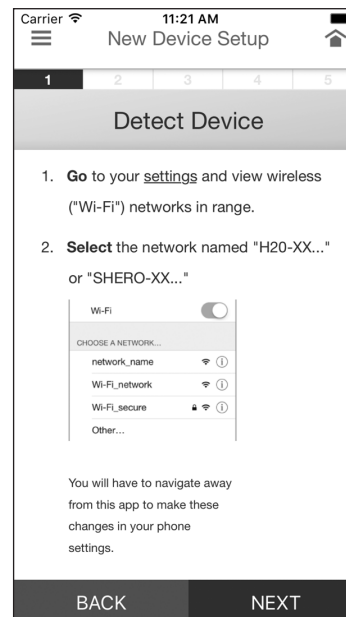 Carrier 11:21 AM
New Device Setup
1 2 3 4 5
Detect Device
1. Go to your settings and view wireless
("Wi-Fi") networks in range.
2. Select the network named "H20-XX..."
or "SHERO-XX..."
Wi-Fi
CHOOSE A NETWORK...
network_name
Wi-Fi_network
Wi-Fi_secure
Other...
You will have to navigate away
from this app to make these
changes in your phone
settings.
BACK NEXT